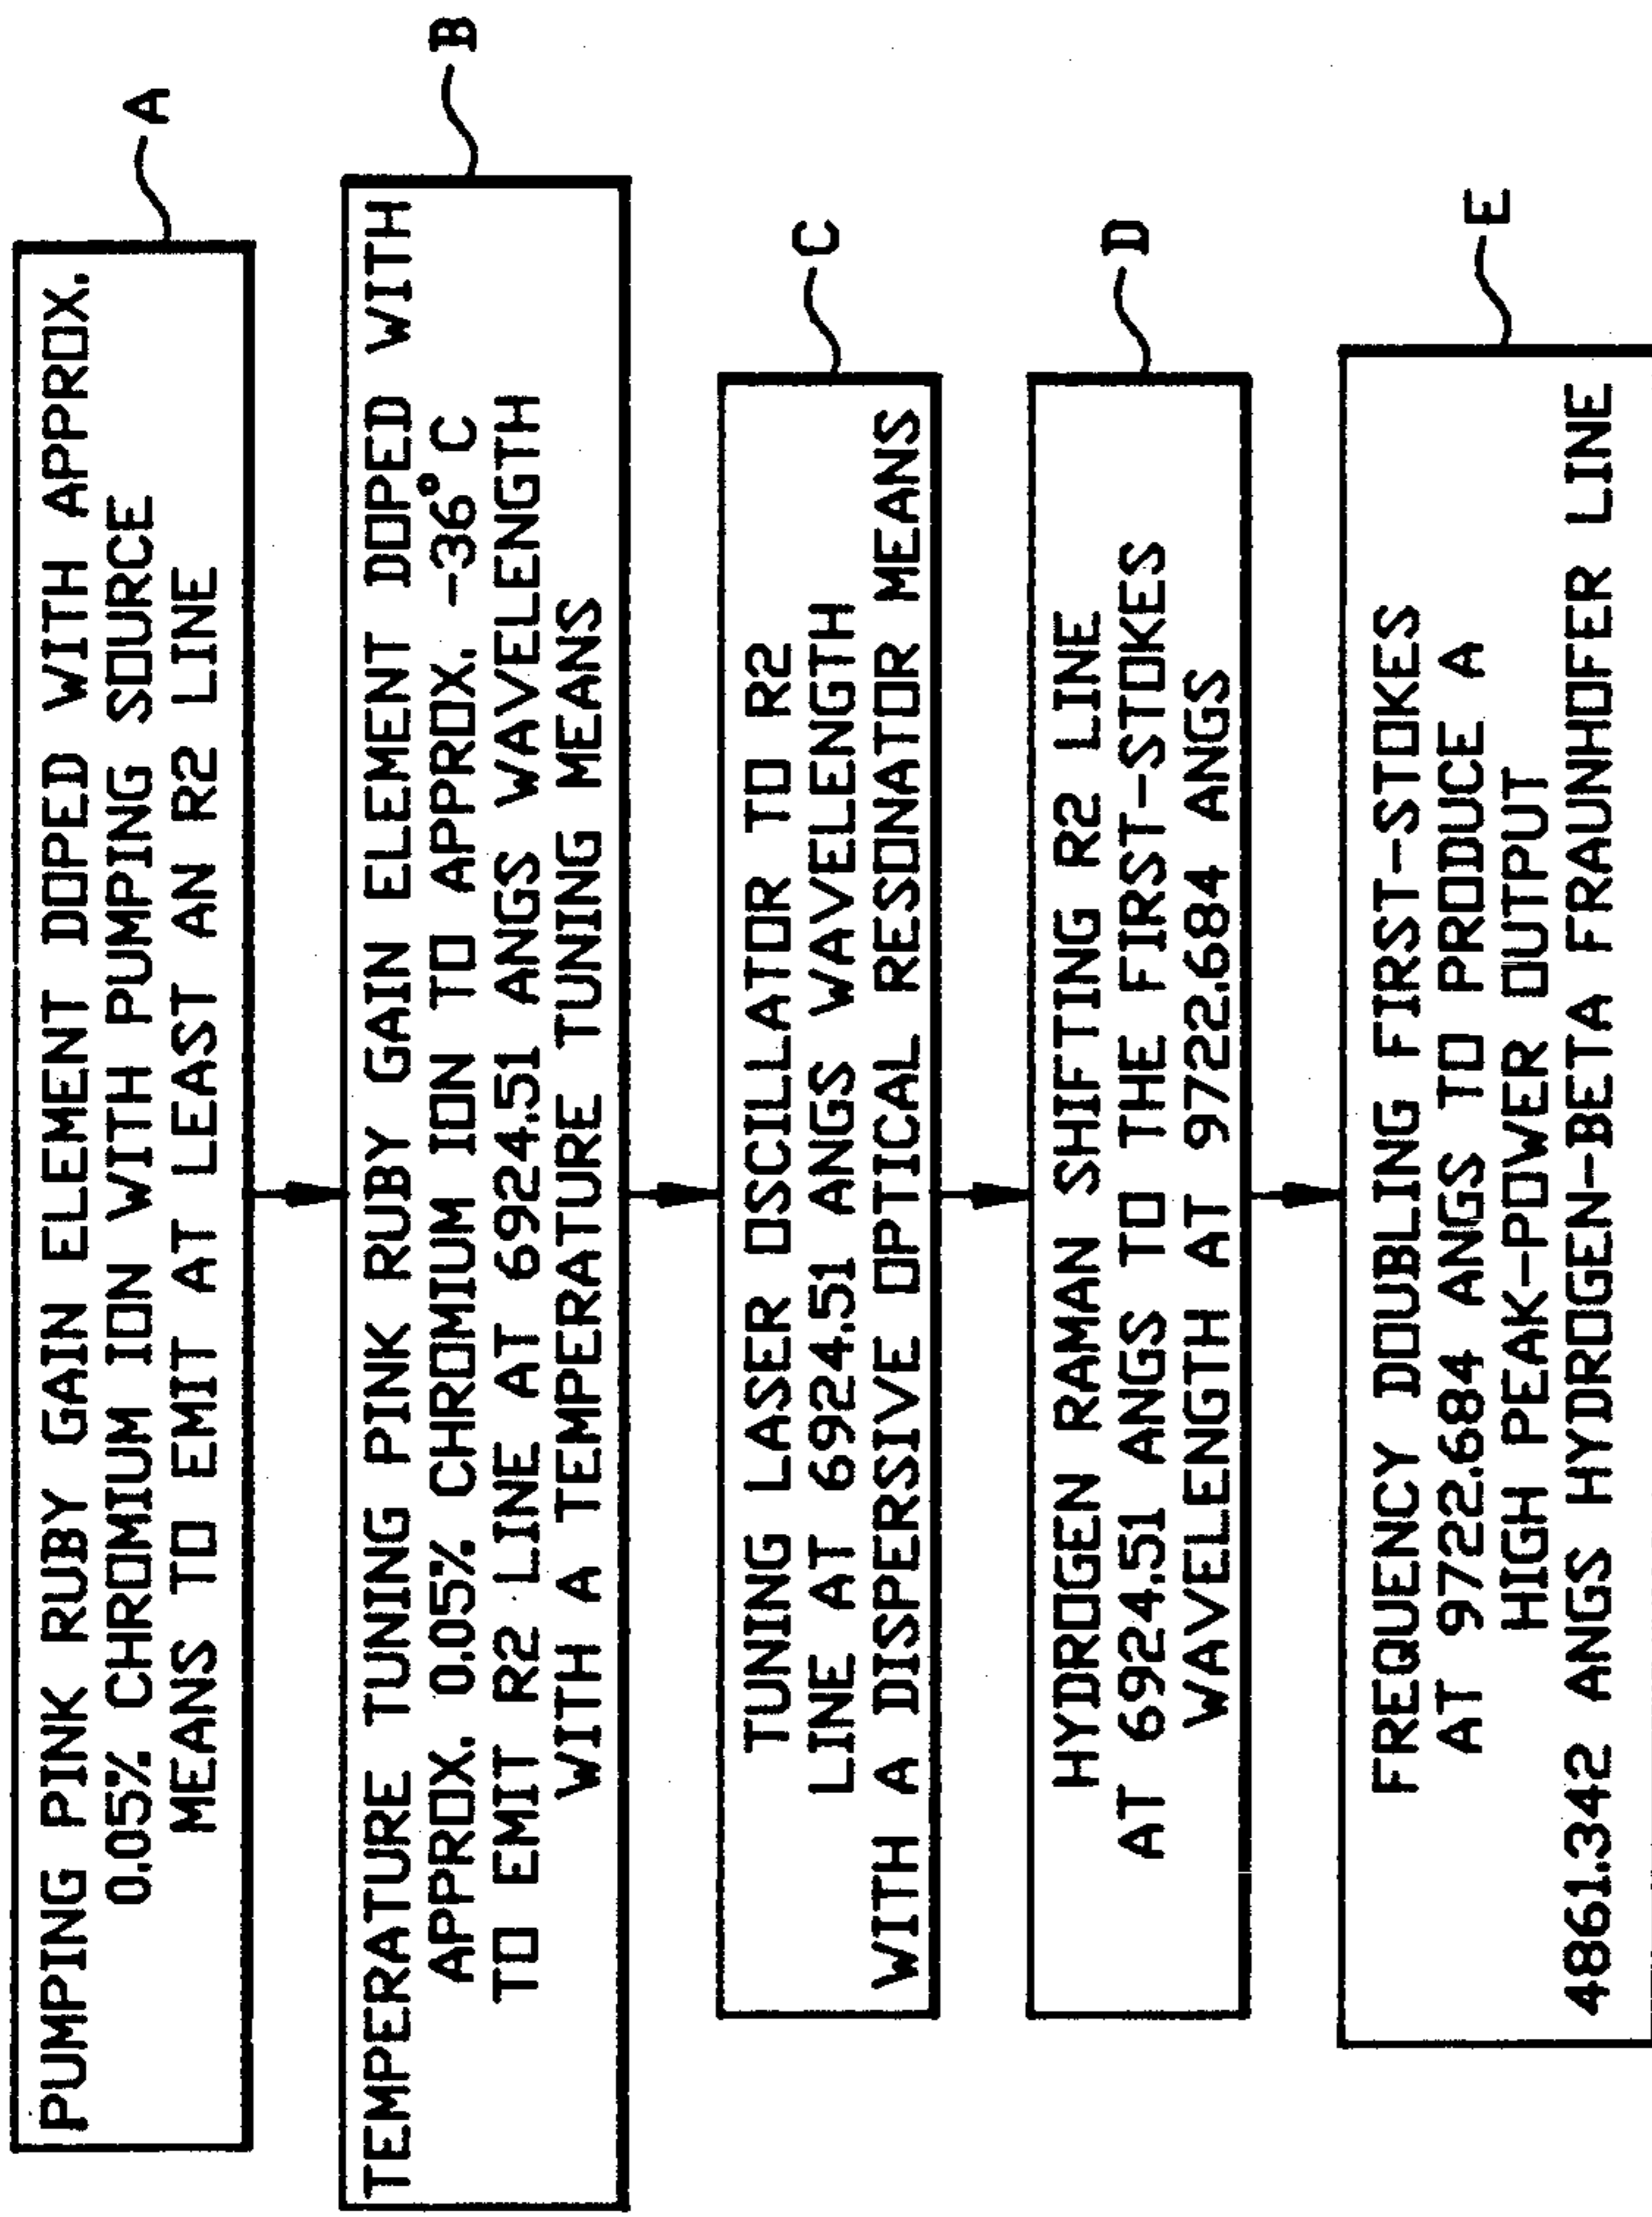 PUMPING PINK RUBY GAIN ELEMENT DOPED WITH APPROX.
0.05% CHROMIUM ION WITH PUMPING SOURCE
MEANS TO EMIT AT LEAST AN R2 LINE
A
TEMPERATURE TUNING PINK RUBY GAIN ELEMENT DOPED WITH
APPROX. 0.05% CHROMIUM ION TO APPROX. -36° C
TO EMIT R2 LINE AT 6924.51 ANGS WAVELENGTH
WITH A TEMPERATURE TUNING MEANS
B
TUNING LASER OSCILLATOR TO R2
LINE AT 6924.51 ANGS WAVELENGTH
WITH A DISPERSIVE OPTICAL RESONATOR MEANS
C
HYDROGEN RAMAN SHIFTING R2 LINE
AT 6924.51 ANGS TO THE FIRST-STOKES
WAVELENGTH AT 9722.684 ANGS
D
FREQUENCY DOUBLING FIRST-STOKES
AT 9722.684 ANGS TO PRODUCE A
HIGH PEAK-POWER OUTPUT
4861.342 ANGS HYDROGEN-BETA FRAUNHOFER LINE
E